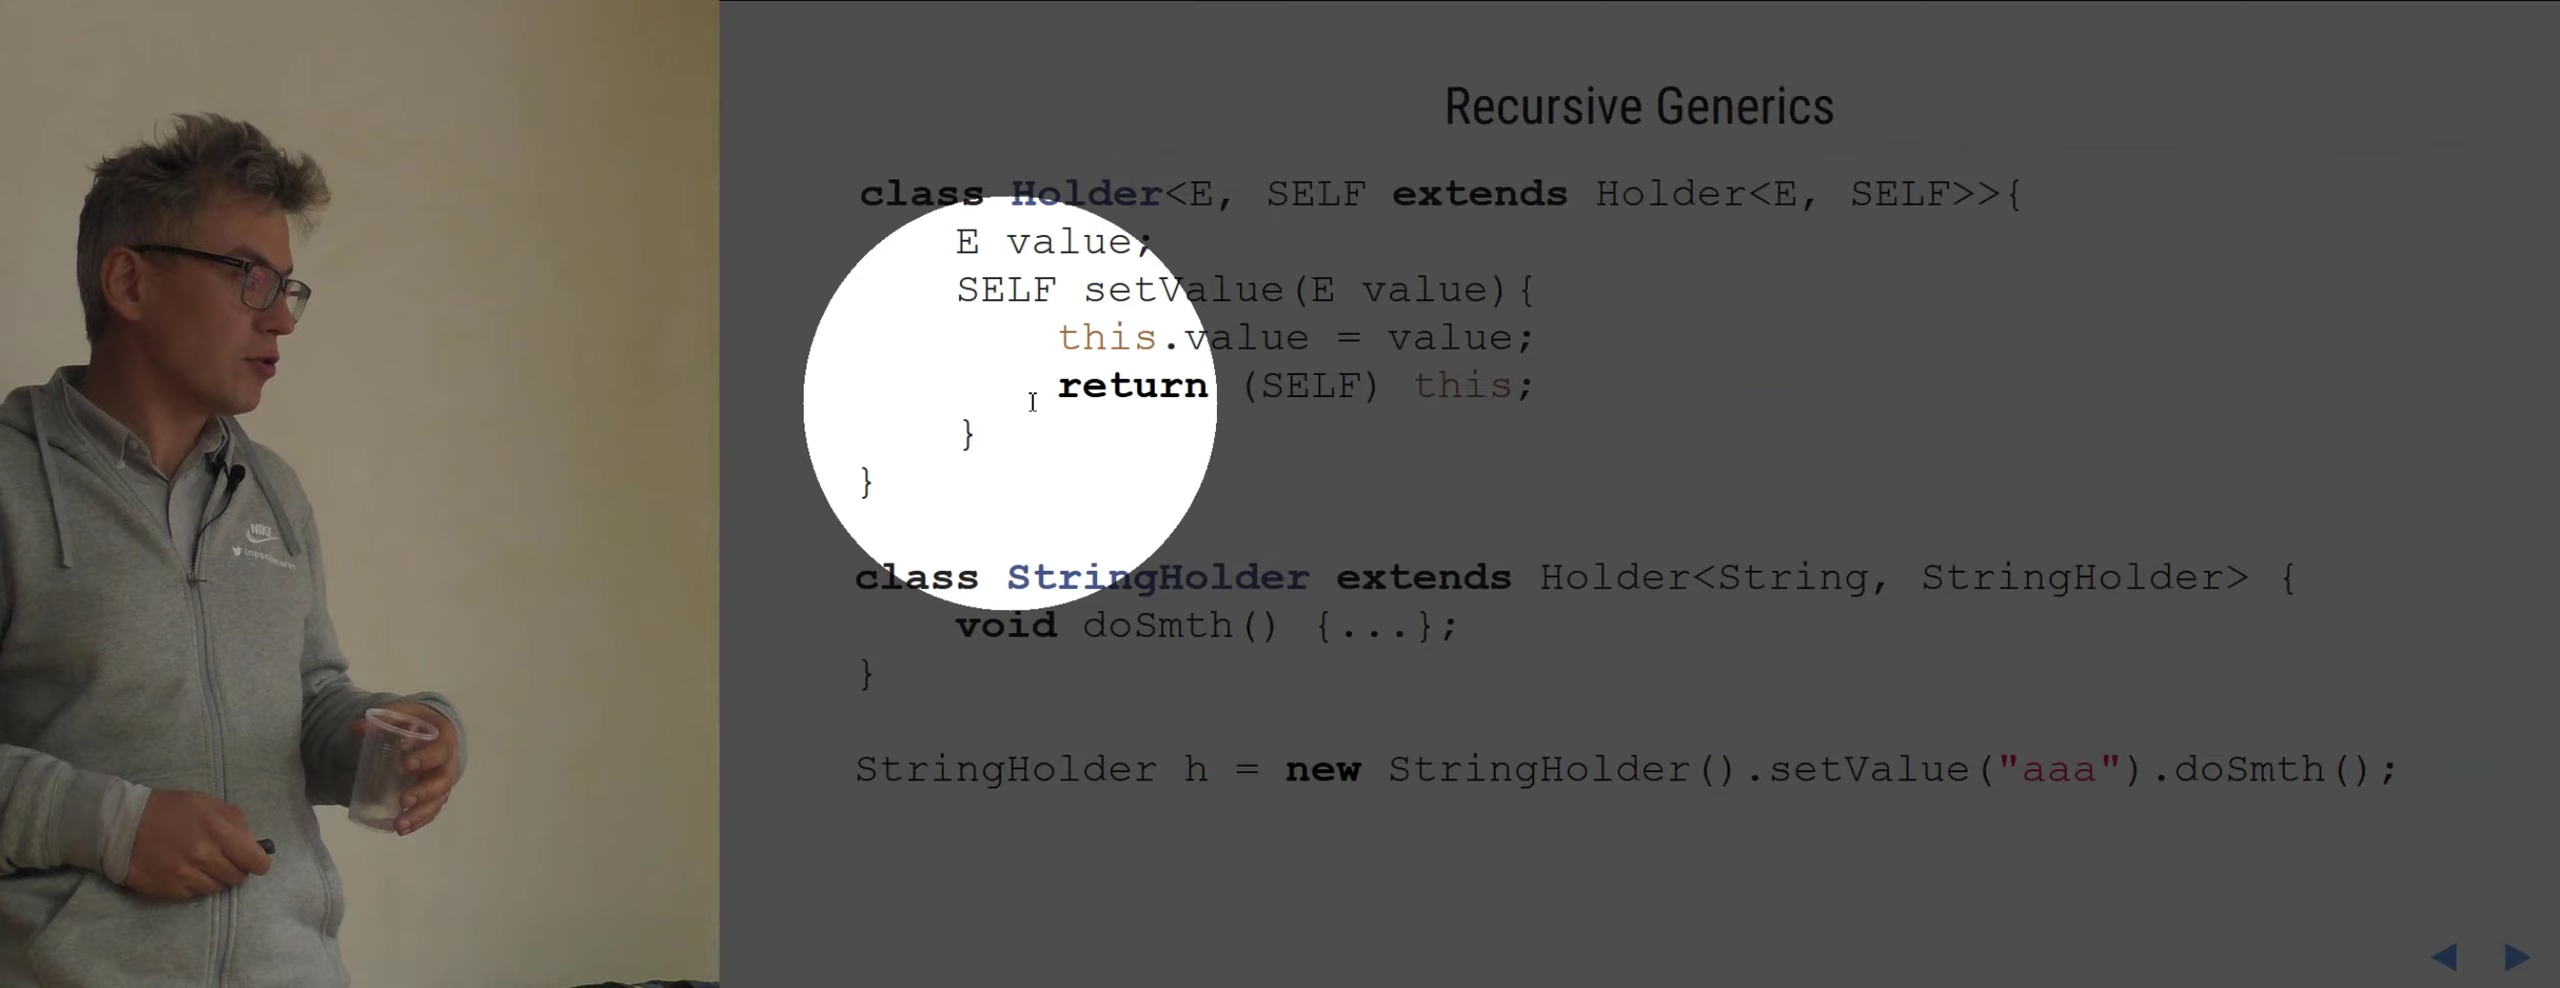 Recursive Generics
class Holder<E, SELF extends Holder<E, SELF>>{
E value;
SELF setValue(E value){
this.value = value;
return (SELF) this;
}
}
class StringHolder extends Holder<String, StringHolder> {
void doSmth() {...};
}
StringHolder h = new StringHolder().setValue("aaa").doSmth();
NIKE